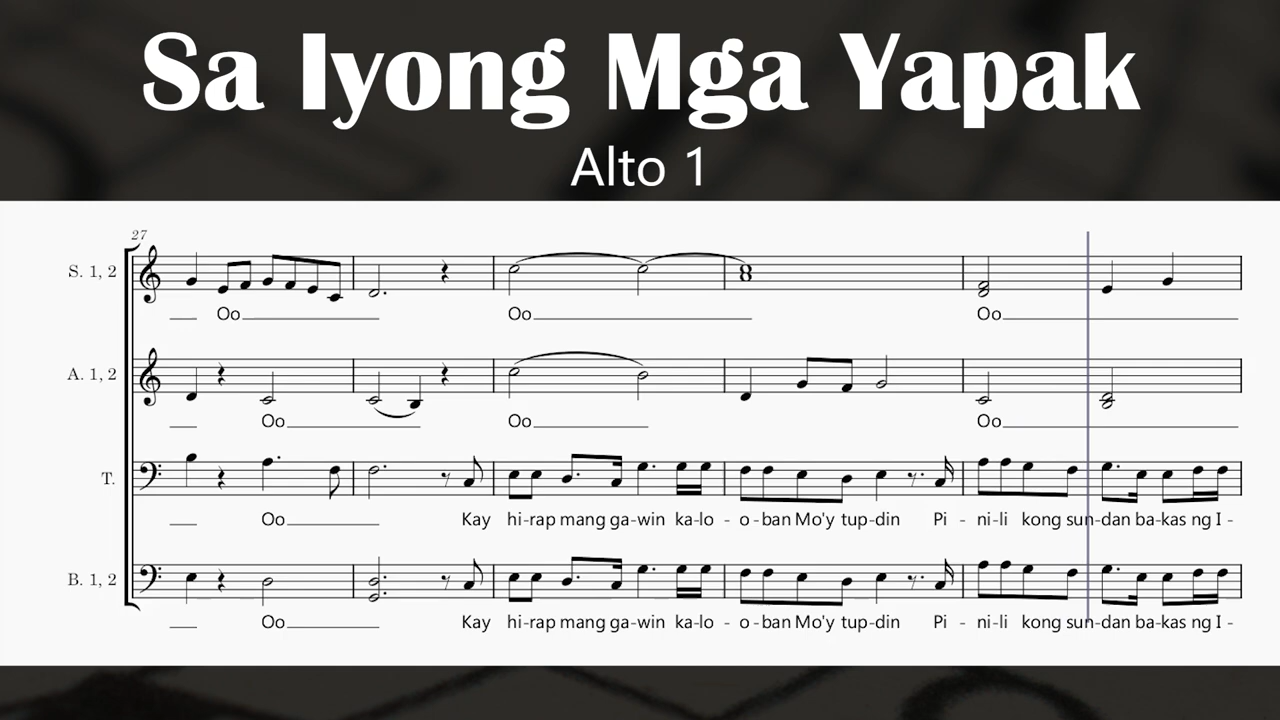 Sa Iyong Mga Yapak
Alto 1
27
S. 1, 2
Oo
Oo
Oo
A. 1, 2
Oo
Oo
Oo
T.
Oo Kay hi-rap mang ga-win ka-lo - o-ban Mo'y tup-din Pi - ni-li kong sun-dan ba-kas ng I -
B. 1, 2
Oo Kay hi-rap mang ga-win ka-lo - o-ban Mo'y tup-din Pi - ni-li kong sun-dan ba-kas ng I -